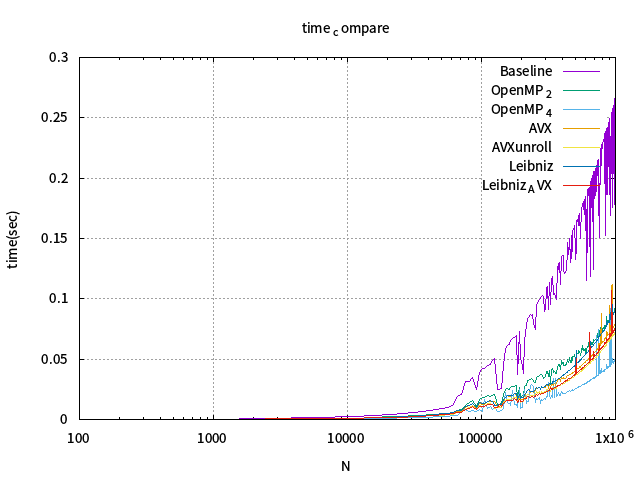 time c ompare
0.3
0.25
0.2
0.15
0.1
0.05
0
time(sec)
100
1000
10000
100000
1x10 6
N
Baseline
OpenMP 2
OpenMP 4
AVX
AVXunroll
Leibniz
Leibniz A VX